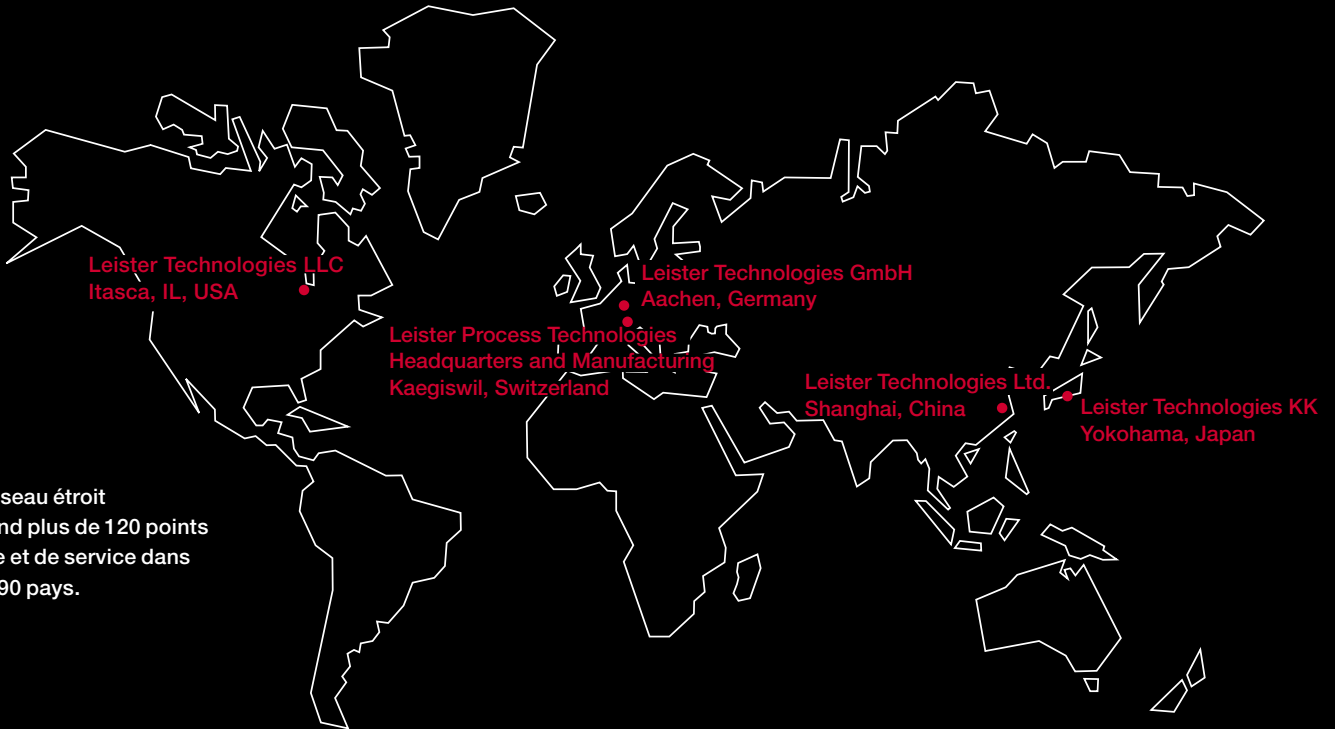 Leister Technologies LLC
Itasca, IL, USA
Leister Technologies GmbH
Aachen, Germany
Leister Process Technologies
Headquarters and Manufacturing
Kaegiswil, Switzerland
Leister Technologies Ltd.
Shanghai, China
Leister Technologies KK
Yokohama, Japan
seau étroit
nd plus de 120 points
e et de service dans
90 pays.